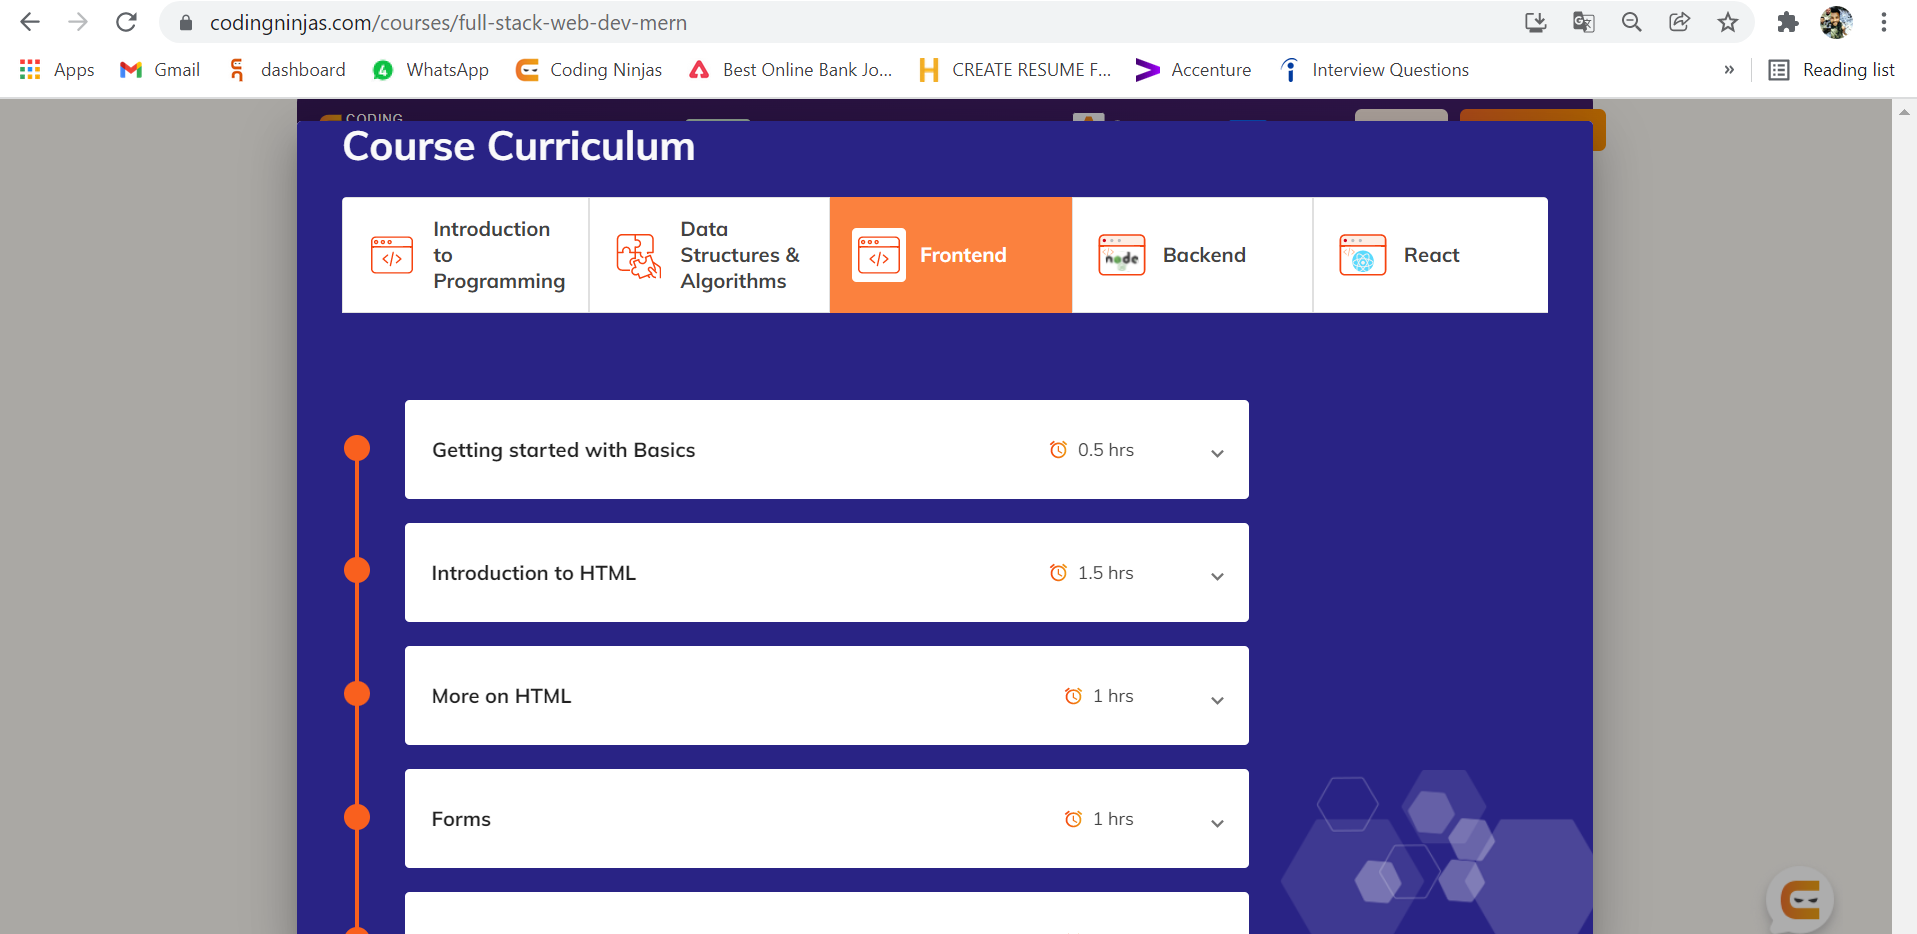 codingninjas.com/courses/full-stack-web-dev-mern
Apps Gmail dashboard 4 WhatsApp Coding Ninjas Best Online Bank Jo... CREATE RESUME F... Accenture Interview Questions » Reading list
CODING
Course Curriculum
Introduction
to
Programming
Data
Structures &
Algorithms
Frontend
node
Backend
React
Getting started with Basics 0.5 hrs
Introduction to HTML 1.5 hrs
More on HTML 1 hrs
Forms 1 hrs